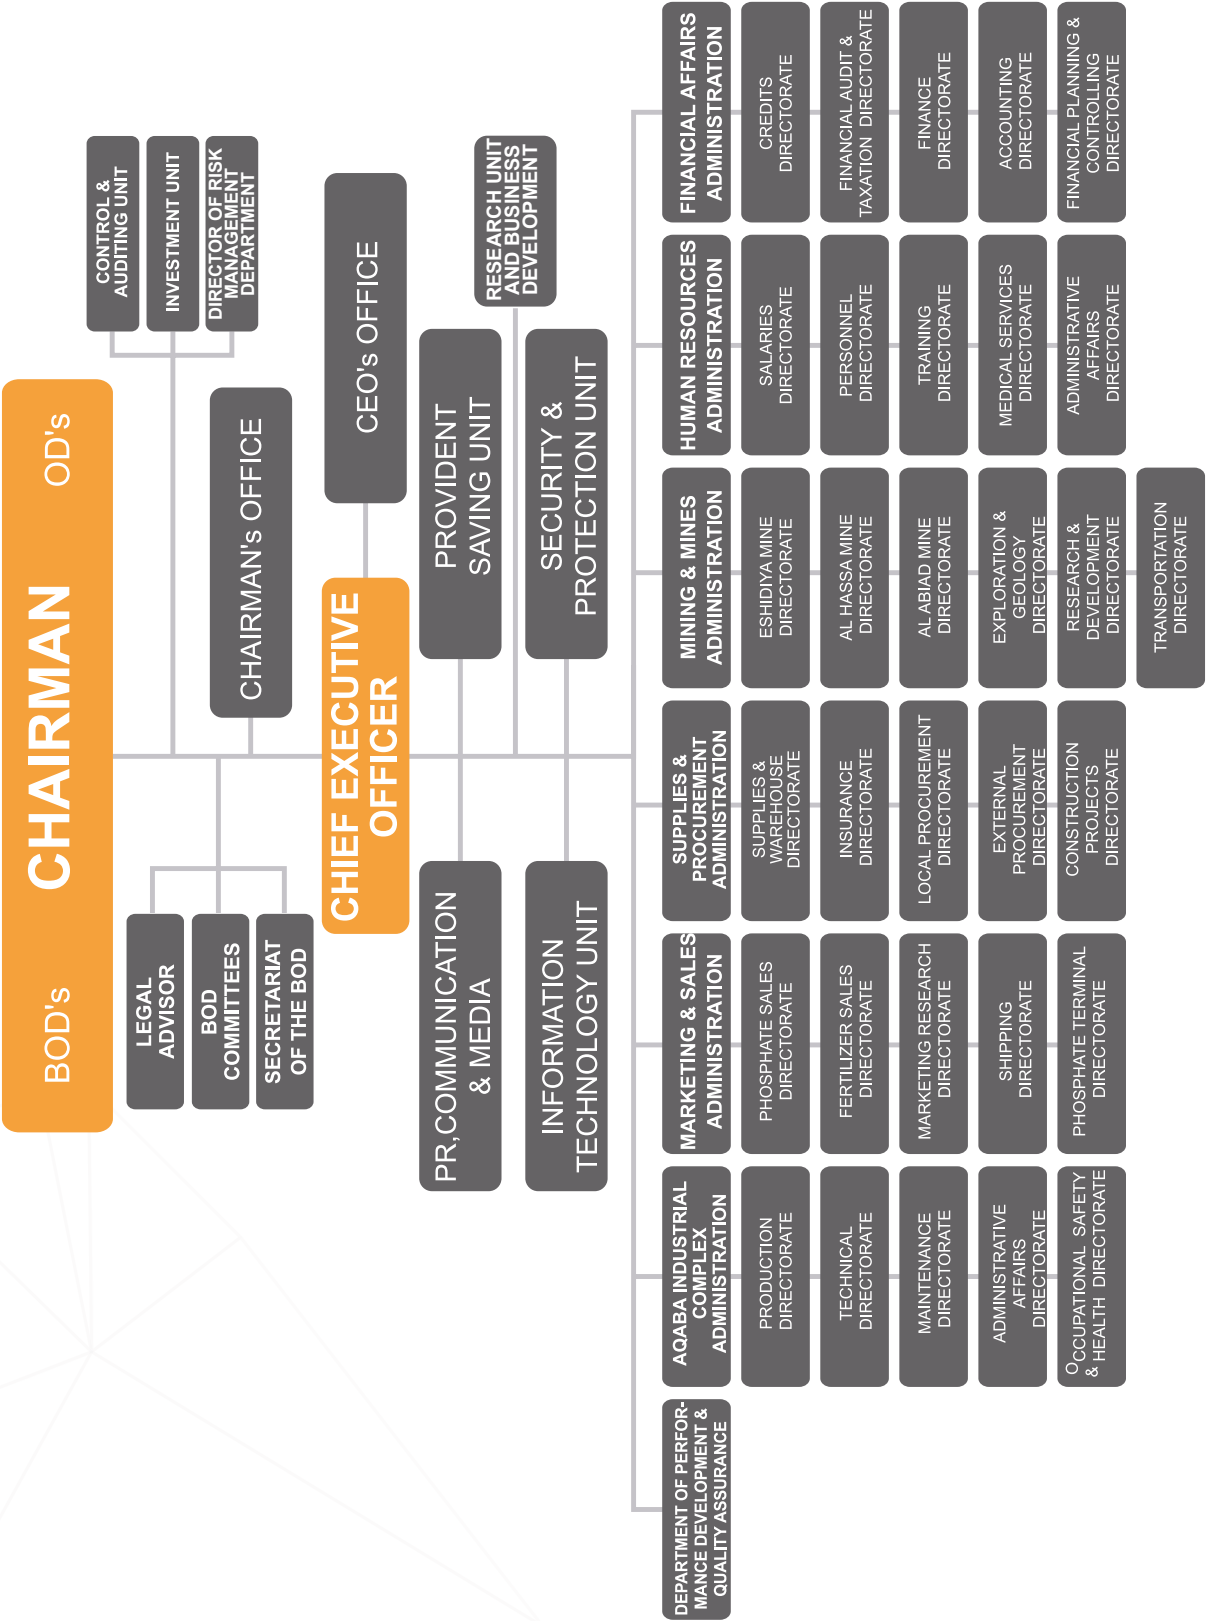 BOD's
CHAIRMAN
OD's
LEGAL
ADVISOR
BOD
COMMITTEES
SECRETARIAT
OF THE BOD
CONTROL &
AUDITING UNIT
INVESTMENT UNIT
DIRECTOR OF RISK
MANAGEMENT
DEPARTMENT
CHAIRMAN's OFFICE
CHIEF EXECUTIVE
OFFICER
CEO's OFFICE
PR,COMMUNICATION
& MEDIA
PROVIDENT
SAVING UNIT
RESEARCH UNIT
AND BUSINESS
DEVELOPMENT
INFORMATION
TECHNOLOGY UNIT
SECURITY &
PROTECTION UNIT
DEPARTMENT OF PERFOR-
MANCE DEVELOPMENT &
QUALITY ASSURANCE
AQABA INDUSTRIAL
COMPLEX
ADMINISTRATION
PRODUCTION
DIRECTORATE
TECHNICAL
DIRECTORATE
MAINTENANCE
DIRECTORATE
ADMINISTRATIVE
AFFAIRS
DIRECTORATE
OCCUPATIONAL SAFETY
& HEALTH DIRECTORATE
MARKETING & SALES
ADMINISTRATION
PHOSPHATE SALES
DIRECTORATE
FERTILIZER SALES
DIRECTORATE
MARKETING RESEARCH
DIRECTORATE
SHIPPING
DIRECTORATE
PHOSPHATE TERMINAL
DIRECTORATE
SUPPLIES &
PROCUREMENT
ADMINISTRATION
SUPPLIES &
WAREHOUSE
DIRECTORATE
INSURANCE
DIRECTORATE
LOCAL PROCUREMENT
DIRECTORATE
EXTERNAL
PROCUREMENT
DIRECTORATE
CONSTRUCTION
PROJECTS
DIRECTORATE
MINING & MINES
ADMINISTRATION
ESHIDIYA MINE
DIRECTORATE
AL HASSA MINE
DIRECTORATE
AL ABIAD MINE
DIRECTORATE
EXPLORATION &
GEOLOGY
DIRECTORATE
RESEARCH &
DEVELOPMENT
DIRECTORATE
TRANSPORTATION
DIRECTORATE
HUMAN RESOURCES
ADMINISTRATION
SALARIES
DIRECTORATE
PERSONNEL
DIRECTORATE
TRAINING
DIRECTORATE
MEDICAL SERVICES
DIRECTORATE
ADMINISTRATIVE
AFFAIRS
DIRECTORATE
FINANCIAL AFFAIRS
ADMINISTRATION
CREDITS
DIRECTORATE
FINANCIAL AUDIT &
TAXATION DIRECTORATE
FINANCE
DIRECTORATE
ACCOUNTING
DIRECTORATE
FINANCIAL PLANNING &
CONTROLLING
DIRECTORATE